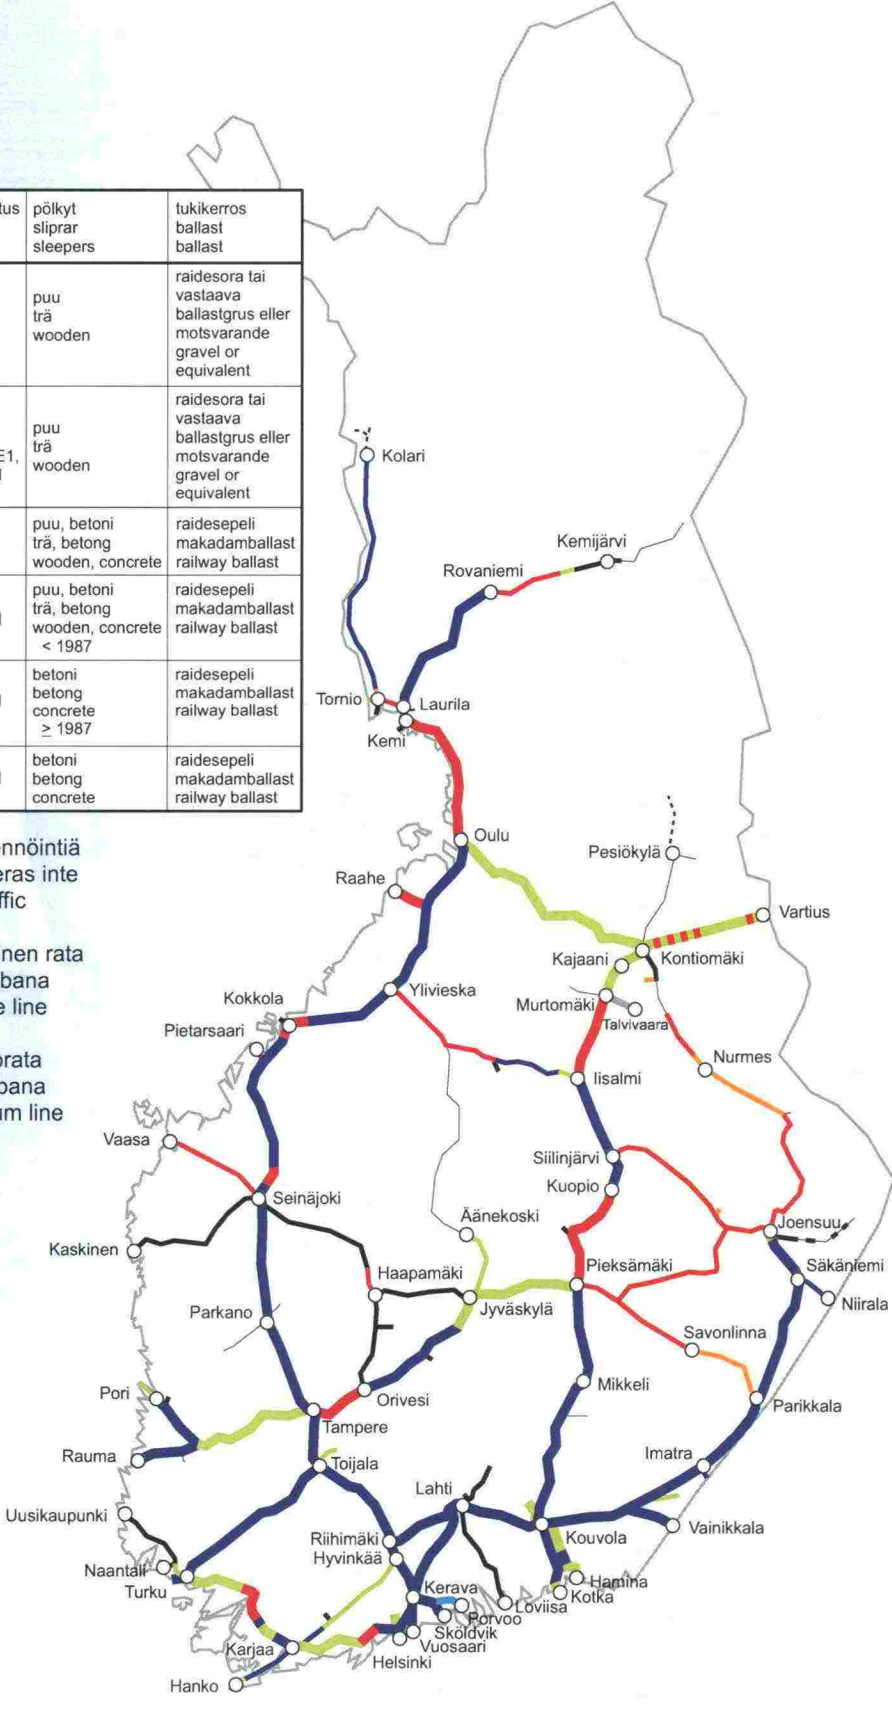 tus
pölkyt
sliprar
sleepers
tukikerros
ballast
ballast
puu
trä
wooden
raidesora tai
vastaava
ballastgrus eller
motsvarande
gravel or
equivalent
E1,
puu
trä
wooden
raidesora tai
vastaava
ballastgrus eller
motsvarande
gravel or
equivalent
puu, betoni
trä, betong
wooden, concrete
raidesepeli
makadamballast
railway ballast
puu, betoni
trä, betong
wooden, concrete
< 1987
raidesepeli
makadamballast
railway ballast
betoni
betong
concrete
≥ 1987
raidesepeli
makadamballast
railway ballast
betoni
betong
concrete
raidesepeli
makadamballast
railway ballast
ennöintiä
eras inte
ffic
nen rata
bana
e line
orata
bana
um line
Kolari
Kemijärvi
Rovaniemi
Tornio
Laurila
Kemi
Oulu
Pesiökylä
Raahe
Vartius
Kajaani
Kontiomäki
Ylivieska
Kokkola
Murtomäki
Talvivaara
Pietarsaari
Nurmes
Iisalmi
Vaasa
Siilinjärvi
Kuopio
Seinäjoki
Äänekoski
Joensuu
Kaskinen
Haapamäki
Pieksämäki
Säkäniemi
Jyväskylä
Niirala
Parkano
Savonlinna
Pori
Orivesi
Mikkeli
Parikkala
Tampere
Rauma
Toijala
Imatra
Lahti
Uusikaupunki
Riihimäki
Kouvola
Vainikkala
Hyvinkää
Naantali
Turku
Kerava
Hamina
Kotka
Loviisa
Porvoo
Sköldvik
Karjaa
Vuosaari
Helsinki
Hanko